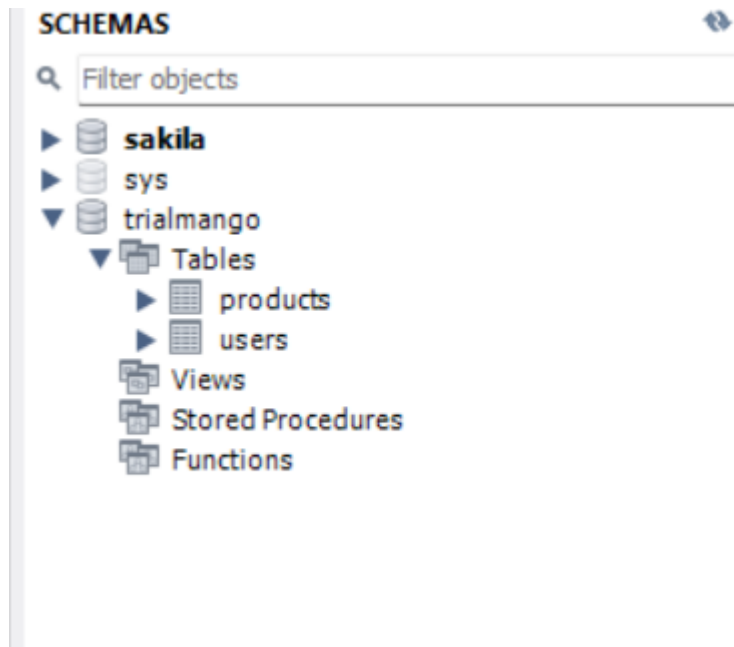 SCHEMAS
Filter objects
sakila
sys
trialmango
Tables
products
users
Views
Stored Procedures
Functions